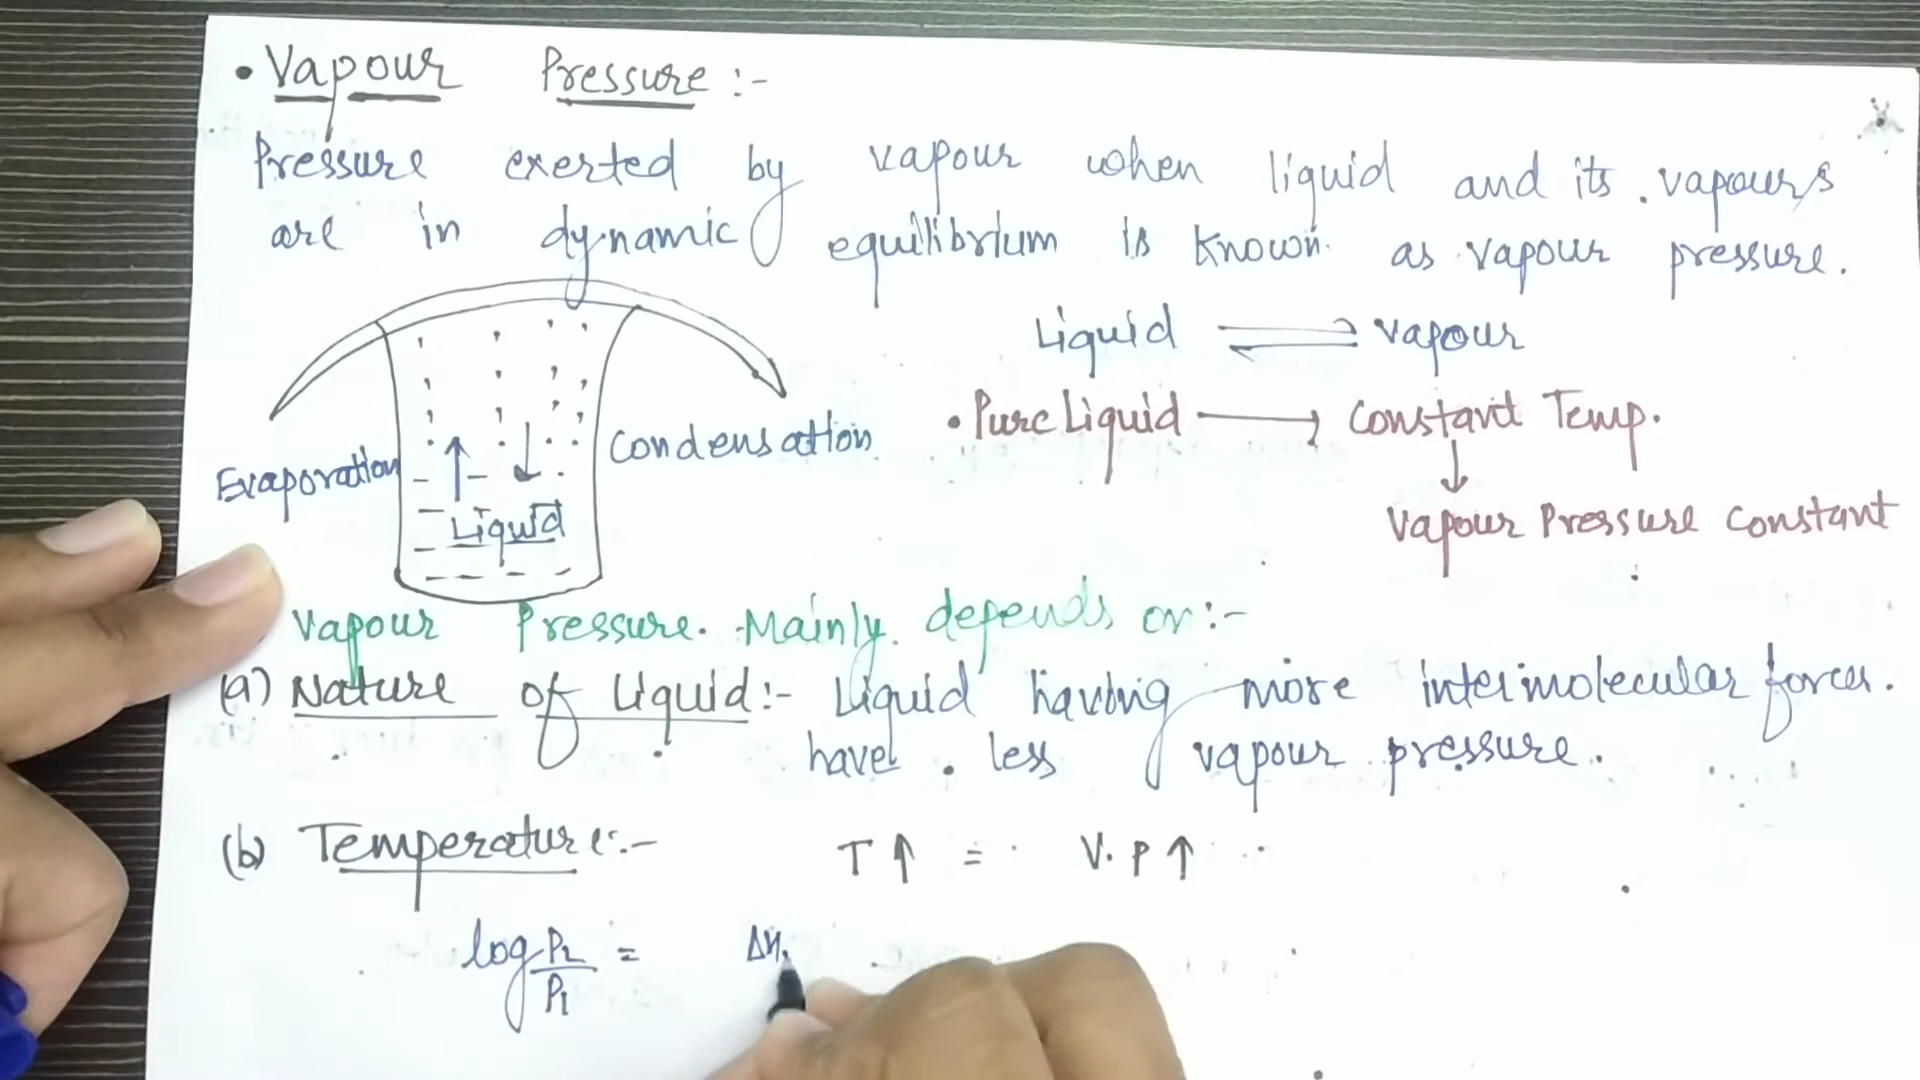 • Vapour Pressure :-
Pressure exerted by vapour when liquid and its vapours
are in dynamic equilibrium is known as vapour pressure.
Liquid ⇌ vapour
• Pure Liquid → Constant Temp.
↓
Vapour Pressure Constant
Evaporation
Condensation
Liquid
Vapour Pressure Mainly depends on:-
(a) Nature of Liquid:- Liquid having more intermolecular forces.
have less vapour pressure.
(b) Temperature:- T↑ = V.P↑
log P2/P1 = ΔH